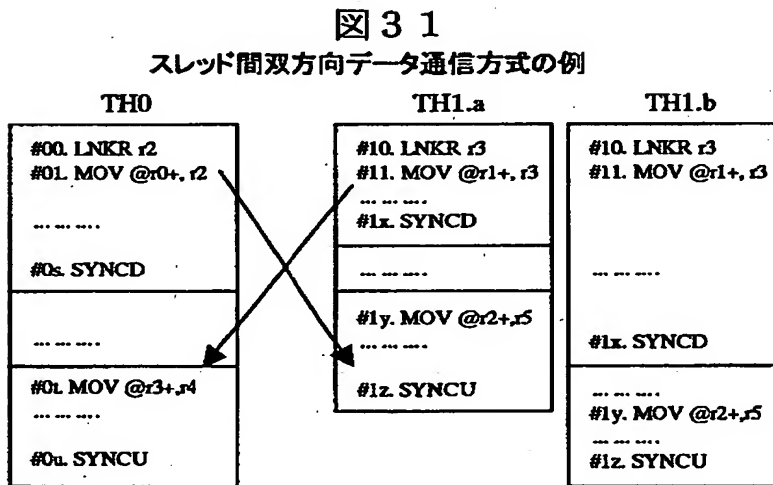 図31
スレッド間双方向データ通信方式の例
TH0
#00. LNKR r2
#01. MOV @r0+, r2
... ... ....
#0s. SYNCD
... ... ....
#0t. MOV @r3+,r4
... ... ....
#0u. SYNCU
TH1.a
#10. LNKR r3
#11. MOV @r1+, r3
... ... ....
#1x. SYNCD
... ... ....
#1y. MOV @r2+,r5
... ... ....
#1z. SYNCU
TH1.b
#10. LNKR r3
#11. MOV @r1+, r3
... ... ....
#1x. SYNCD
... ... ....
#1y. MOV @r2+,r5
... ... ....
#1z. SYNCU